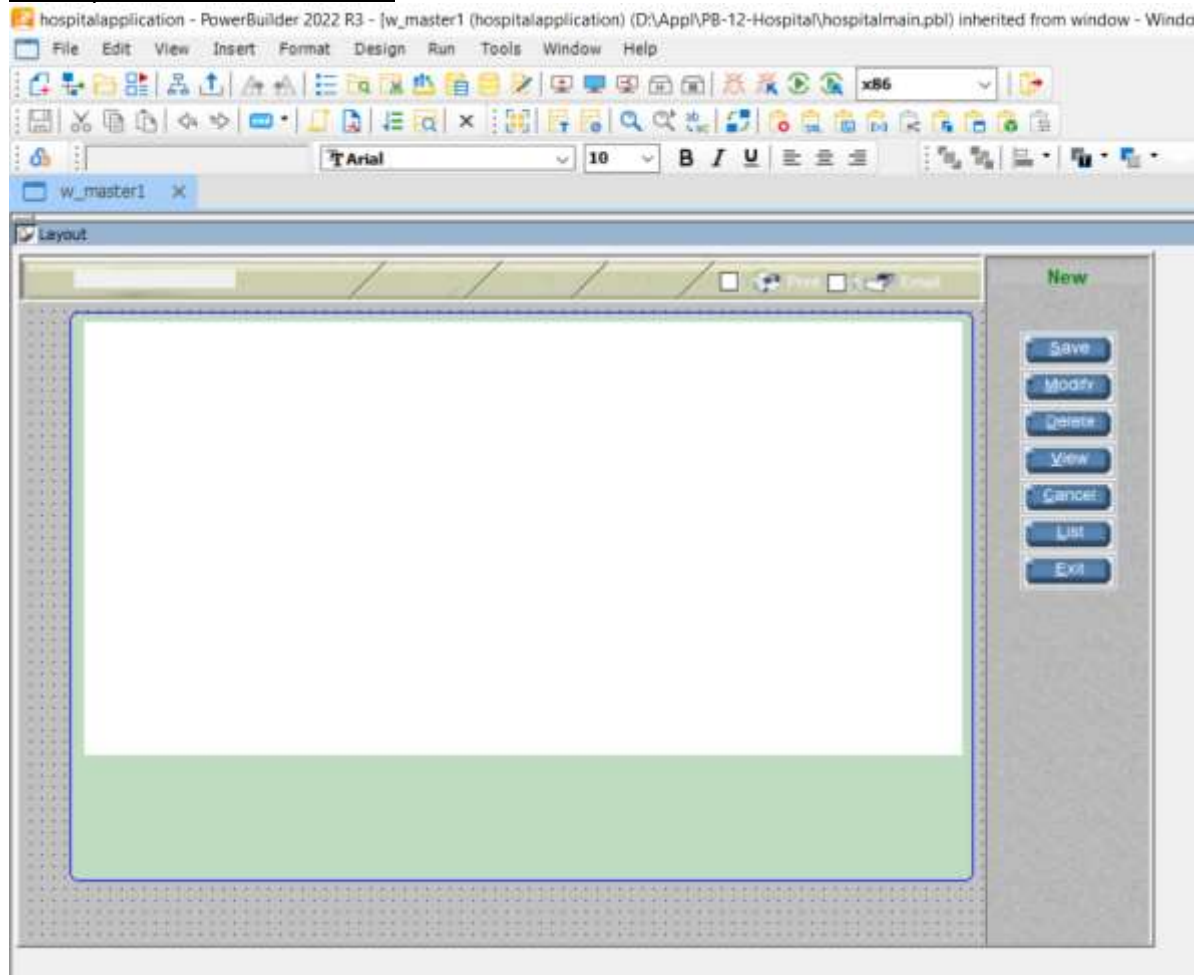 hospitalapplication - PowerBuilder 2022 R3 - [w_master1 (hospitalapplication) (D:\Appl\PB-12-Hospital\hospitalmain.pbl) inherited from window - Windo
File Edit View Insert Format Design Run Tools Window Help
x86
Arial 10 B I U
w_master1
Layout
Print Email New
Save
Modify
Delete
View
Cancel
List
Exit